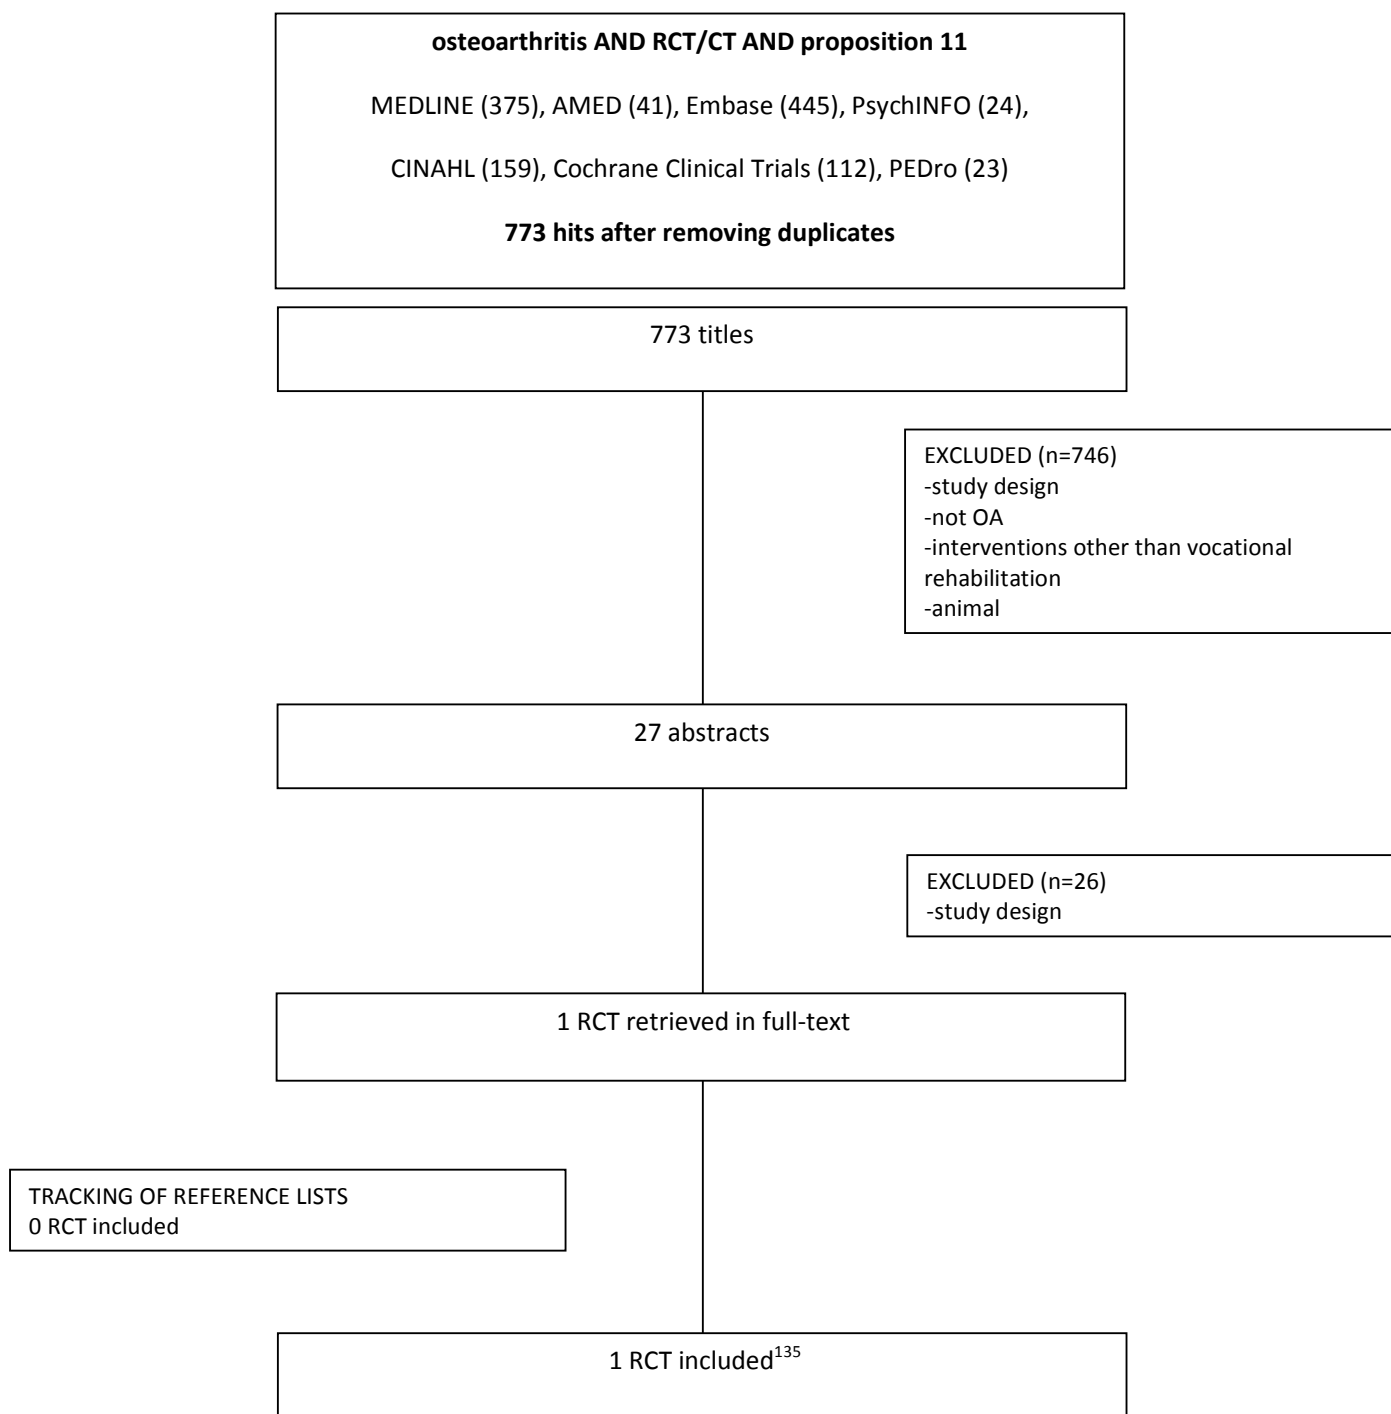 osteoarthritis AND RCT/CT AND proposition 11
MEDLINE (375), AMED (41), Embase (445), PsychINFO (24),
CINAHL (159), Cochrane Clinical Trials (112), PEDro (23)
773 hits after removing duplicates
773 titles
EXCLUDED (n=746)
-study design
-not OA
-interventions other than vocational
rehabilitation
-animal
27 abstracts
EXCLUDED (n=26)
-study design
1 RCT retrieved in full-text
TRACKING OF REFERENCE LISTS
0 RCT included
1 RCT included135